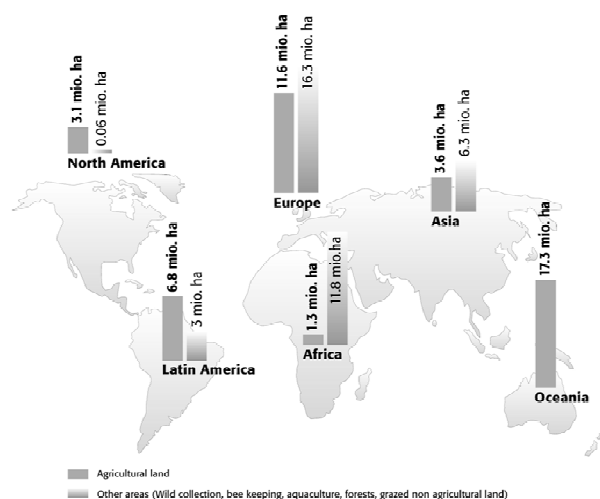 3.1 mio. ha
0.06 mio. ha
North America
11.6 mio. ha
16.3 mio. ha
Europe
3.6 mio. ha
6.3 mio. ha
Asia
6.8 mio. ha
3 mio. ha
Latin America
1.3 mio. ha
11.8 mio.ha
Africa
17.3 mio. ha
Oceania
Agricultural land
Other areas (Wild collection, bee keeping, aquaculture, forests, grazed non agricultural land)